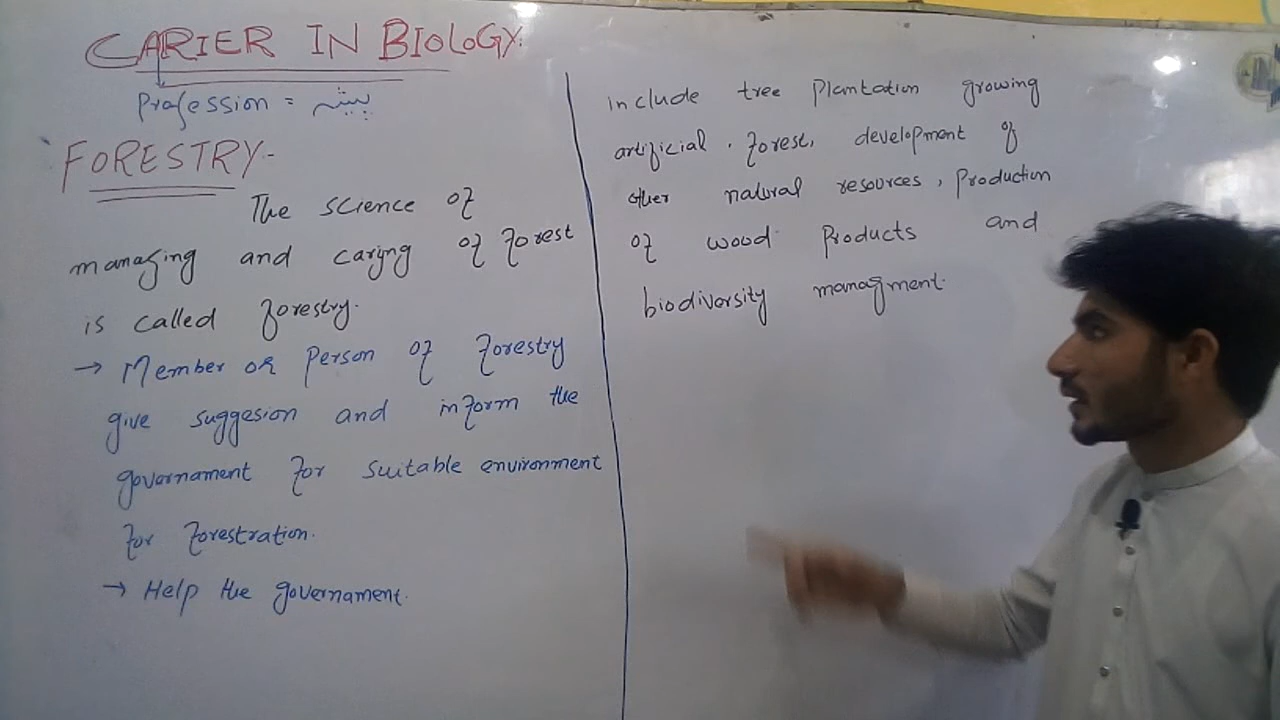 CARIER IN BIOLOGY.
Profession = پیشہ
FORESTRY-
The science of
managing and caryng of forest
is called forestry.
→ Member or Person of forestry
give suggesion and inform the
governament for suitable environment
for forestration.
→ Help the governament.
include tree plantation growing
artificial . forest, development of
other natural resources, production
of wood products and
biodiversity managment.